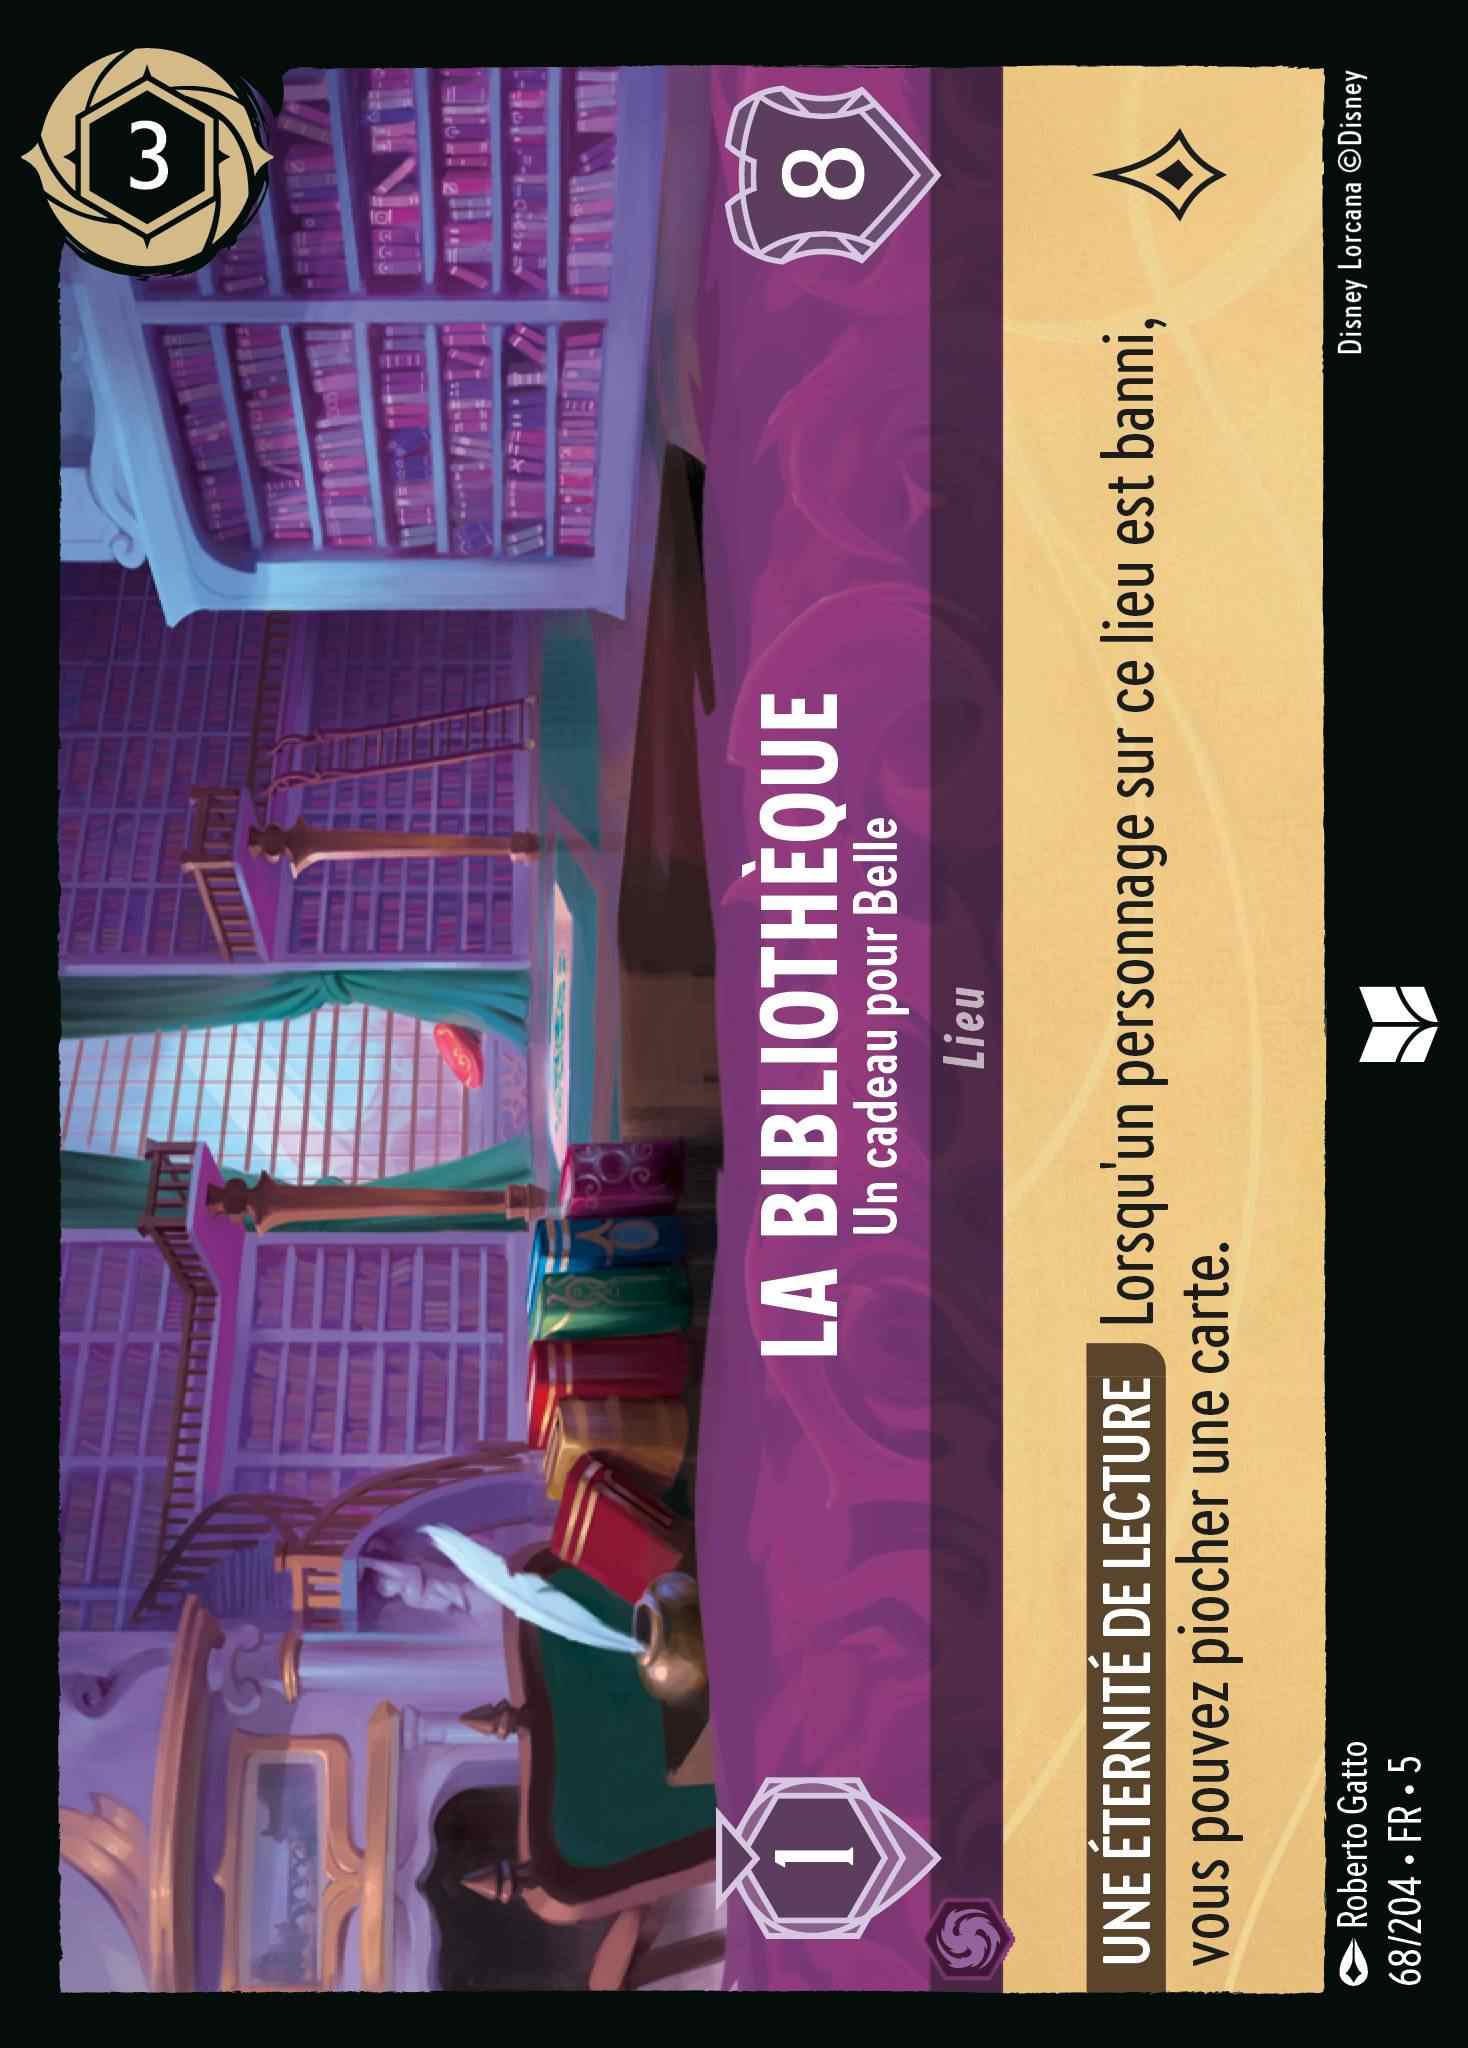 3
LA BIBLIOTHÈQUE
Un cadeau pour Belle
1
8
Lieu
UNE ÉTERNITÉ DE LECTURE Lorsqu'un personnage sur ce lieu est banni,
vous pouvez piocher une carte.
Roberto Gatto
68/204 • FR • 5
Disney Lorcana ©Disney